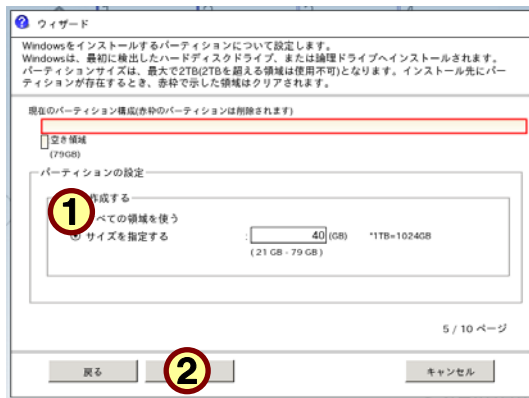 ウィザード
Windowsをインストールするパーティションについて設定します。
Windowsは、最初に検出したハードディスクドライブ、または論理ドライブへインストールされます。
パーティションサイズは、最大で2TB(2TBを超える領域は使用不可)となります。インストール先にパー
ティションが存在するとき、赤枠で示した領域はクリアされます。
現在のパーティション構成(赤枠のパーティションは削除されます)
空き領域
(79GB)
パーティションの設定
作成する
べての領域を使う
サイズを指定する : 40 (GB) *1TB=1024GB
(21 GB - 79 GB)
1
5 / 10 ページ
戻る 2 キャンセル